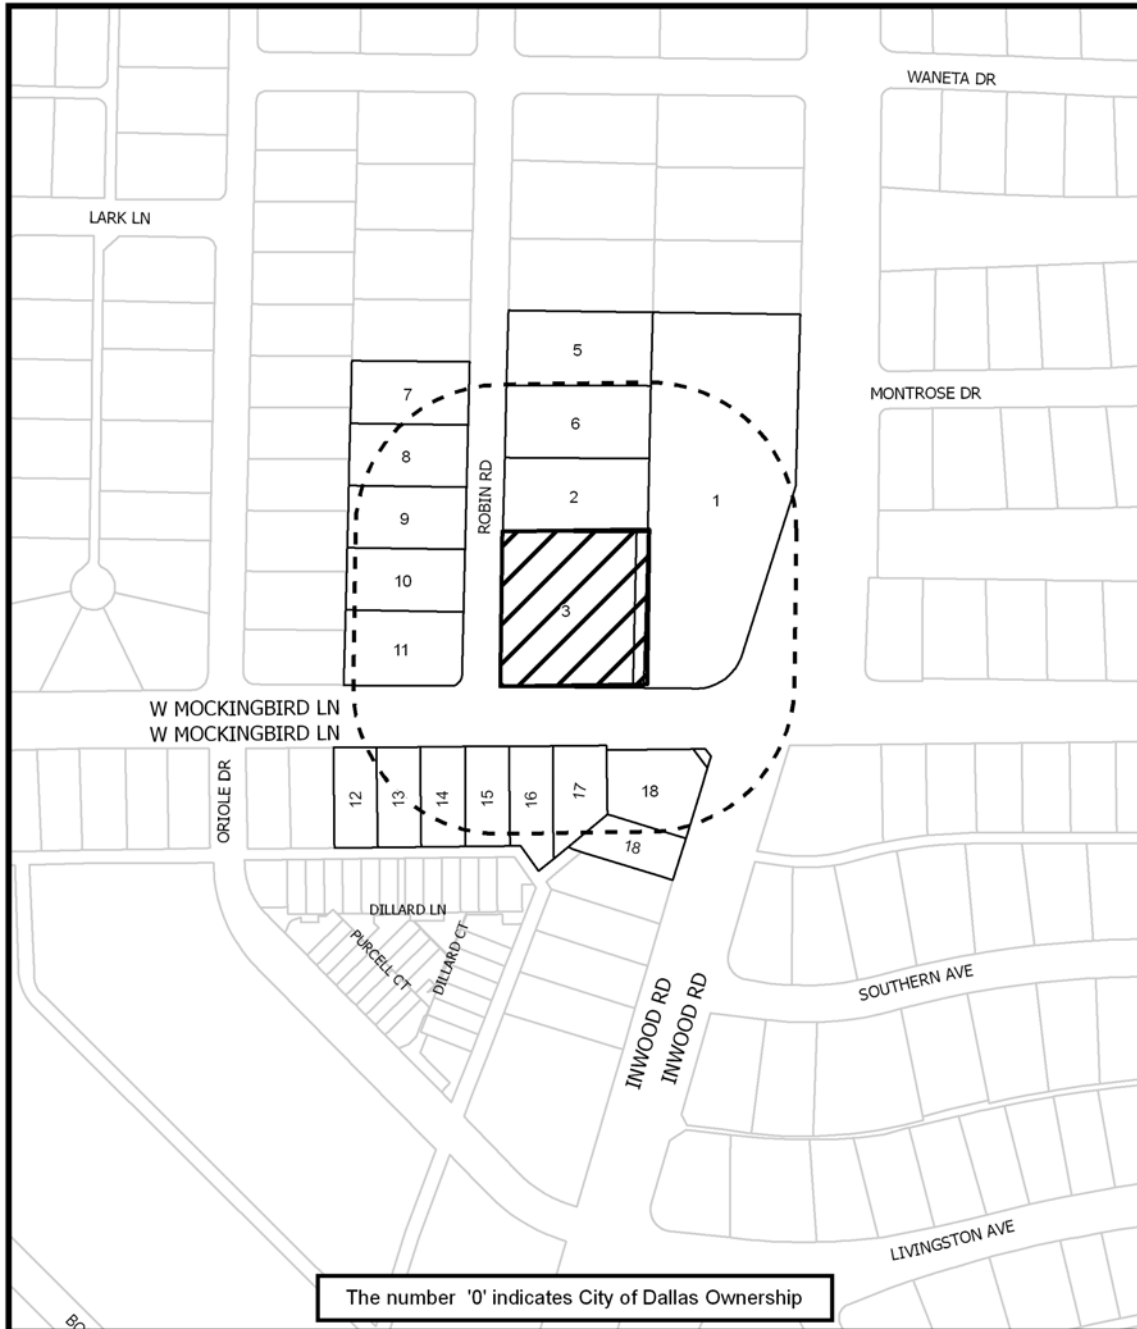 WANETA DR
LARK LN
5
MONTROSE DR
7
6
8
ROBIN RD
2
1
9
10
3
11
W MOCKINGBIRD LN
W MOCKINGBIRD LN
ORIOLE DR
12
13
14
15
16
17
18
18
DILLARD LN
PURCELL CT
DILLARD CT
SOUTHERN AVE
INWOOD RD
INWOOD RD
LIVINGSTON AVE
The number '0' indicates City of Dallas Ownership